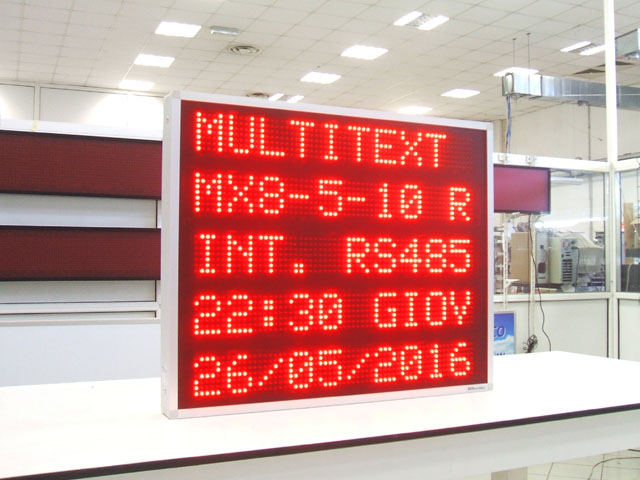 MULTITEXT
MX8-5-10 R
INT. RS485
22:30 GIOV
26/05/2016